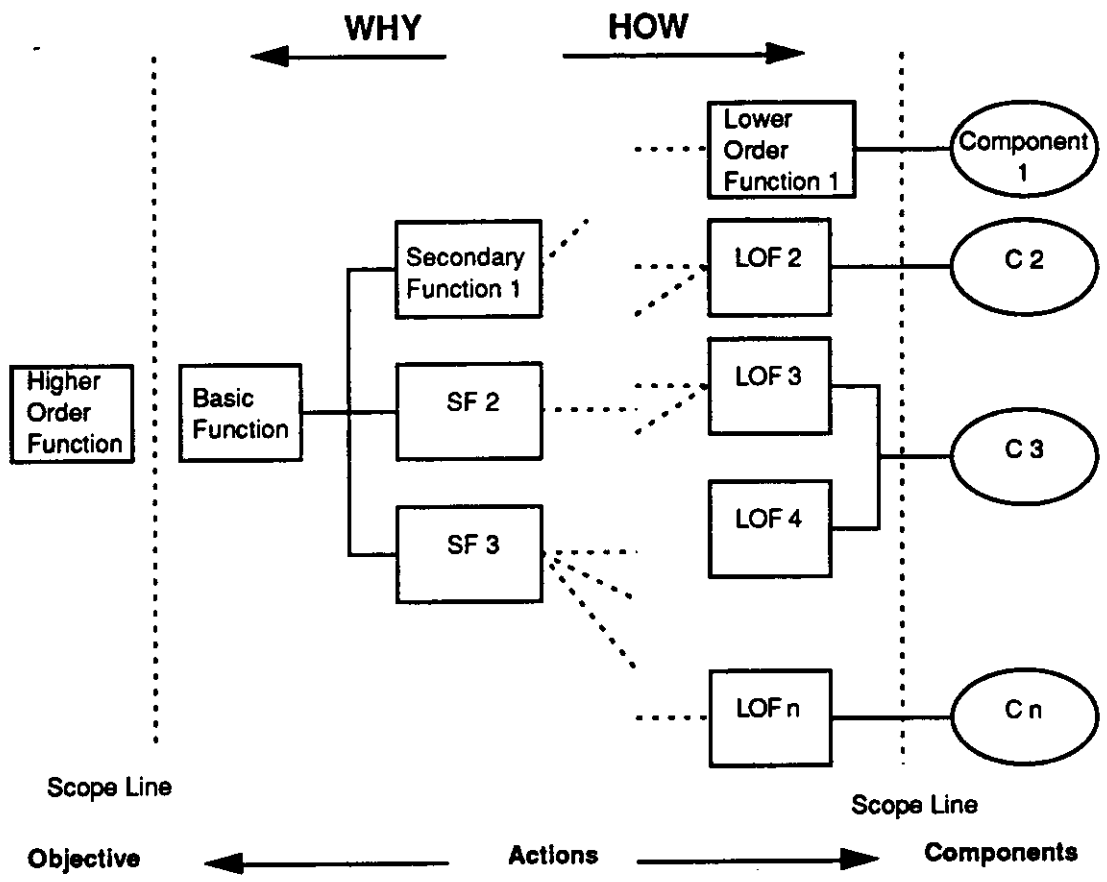 WHY
HOW
Lower
Order
Function 1
Component
1
Secondary
Function 1
LOF 2
C 2
Higher
Order
Function
Basic
Function
SF 2
LOF 3
C 3
SF 3
LOF 4
LOF n
C n
Scope Line
Scope Line
Objective
Actions
Components